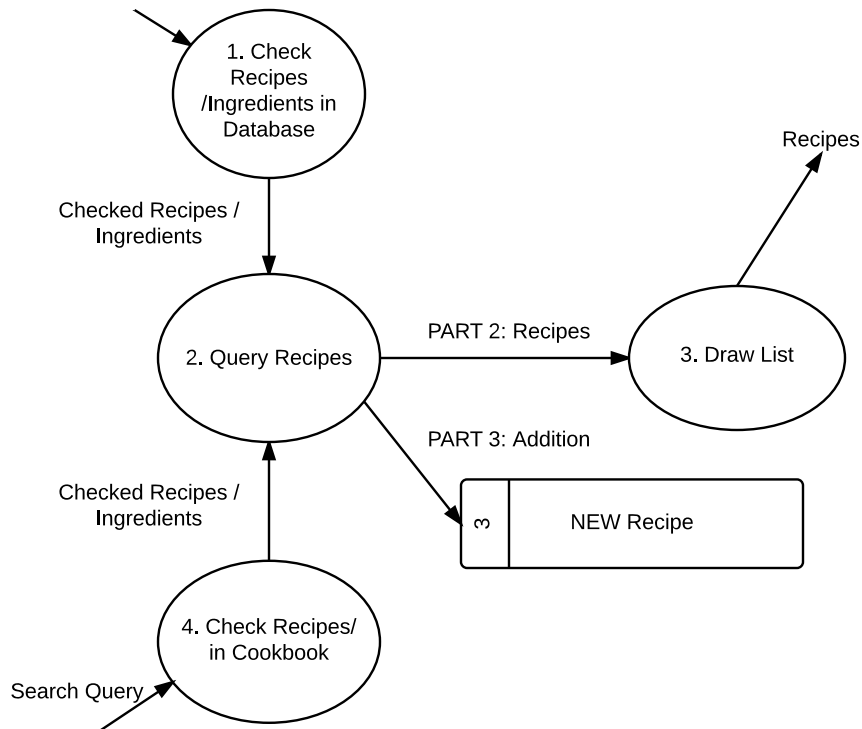 1. Check
Recipes
/Ingredients in
Database
Recipes
Checked Recipes /
Ingredients
PART 2: Recipes
2. Query Recipes
3. Draw List
PART 3: Addition
Checked Recipes /
Ingredients
3
NEW Recipe
4. Check Recipes/
in Cookbook
Search Query